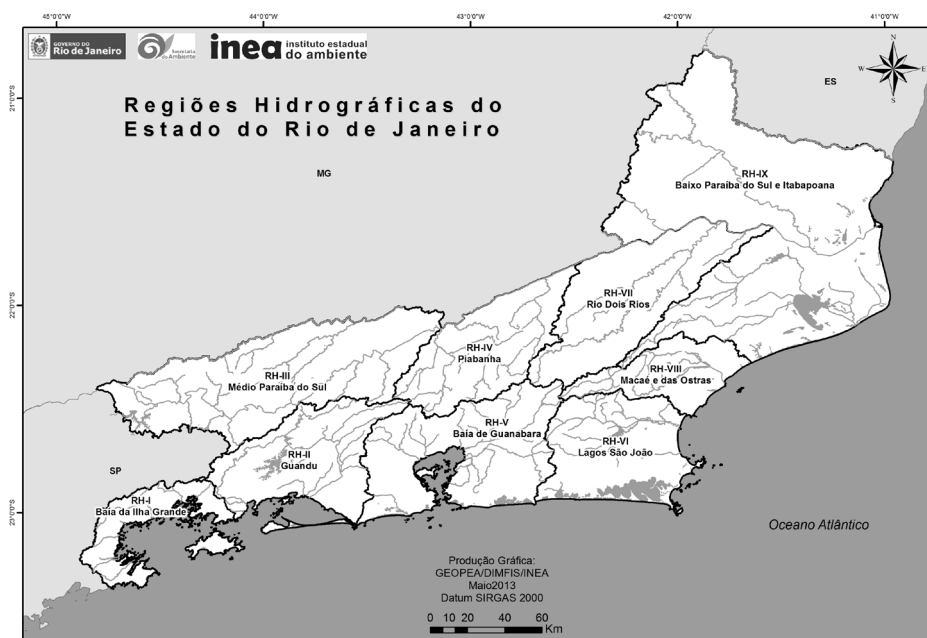 45°0'0"W 44°0'0"W 43°0'0"W 42°0'0"W 41°0'0"W
GOVERNO DO
Rio de Janeiro
Secretaria
do Ambiente
inea instituto estadual
do ambiente
Regiões Hidrográficas do
Estado do Rio de Janeiro
N
W E
S
ES
MG
SP
21°0'0"S
22°0'0"S
23°0'0"S
RH-IX
Baixo Paraíba do Sul e Itabapoana
RH-VII
Rio Dois Rios
RH-IV
Piabanha
RH-III
Médio Paraíba do Sul
RH-VIII
Macaé e das Ostras
RH-V
Baía de Guanabara
RH-VI
Lagos São João
RH-II
Guandu
RH-I
Baía da Ilha Grande
Oceano Atlântico
Produção Gráfica:
GEOPEA/DIMFIS/INEA
Maio2013
Datum SIRGAS 2000
0 10 20 40 60
Km